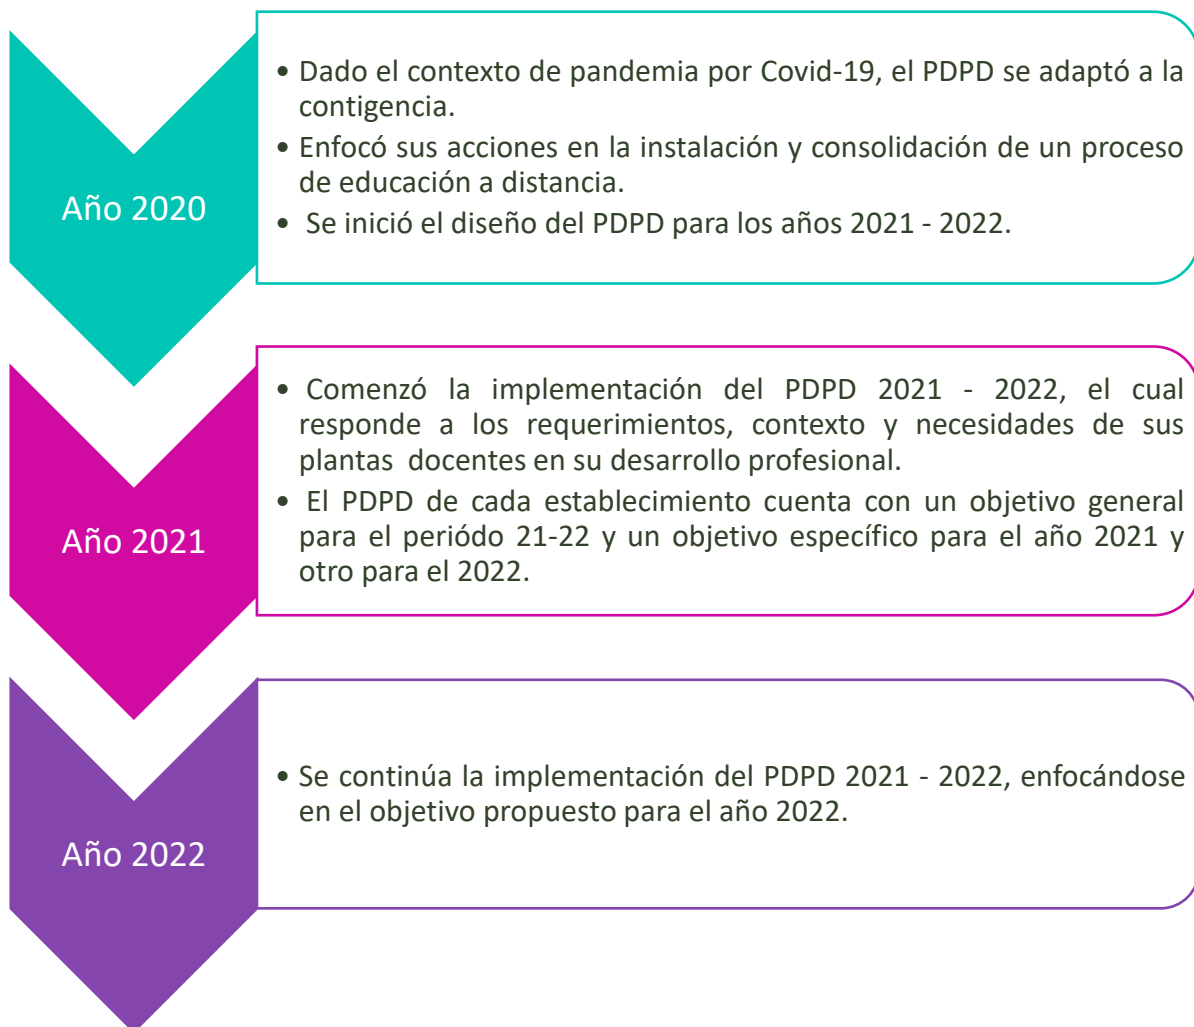 Año 2020
• Dado el contexto de pandemia por Covid-19, el PDPD se adaptó a la
contigencia.
• Enfocó sus acciones en la instalación y consolidación de un proceso
de educación a distancia.
• Se inició el diseño del PDPD para los años 2021 - 2022.
Año 2021
• Comenzó la implementación del PDPD 2021 - 2022, el cual
responde a los requerimientos, contexto y necesidades de sus
plantas docentes en su desarrollo profesional.
• El PDPD de cada establecimiento cuenta con un objetivo general
para el periódo 21-22 y un objetivo específico para el año 2021 y
otro para el 2022.
Año 2022
• Se continúa la implementación del PDPD 2021 - 2022, enfocándose
en el objetivo propuesto para el año 2022.